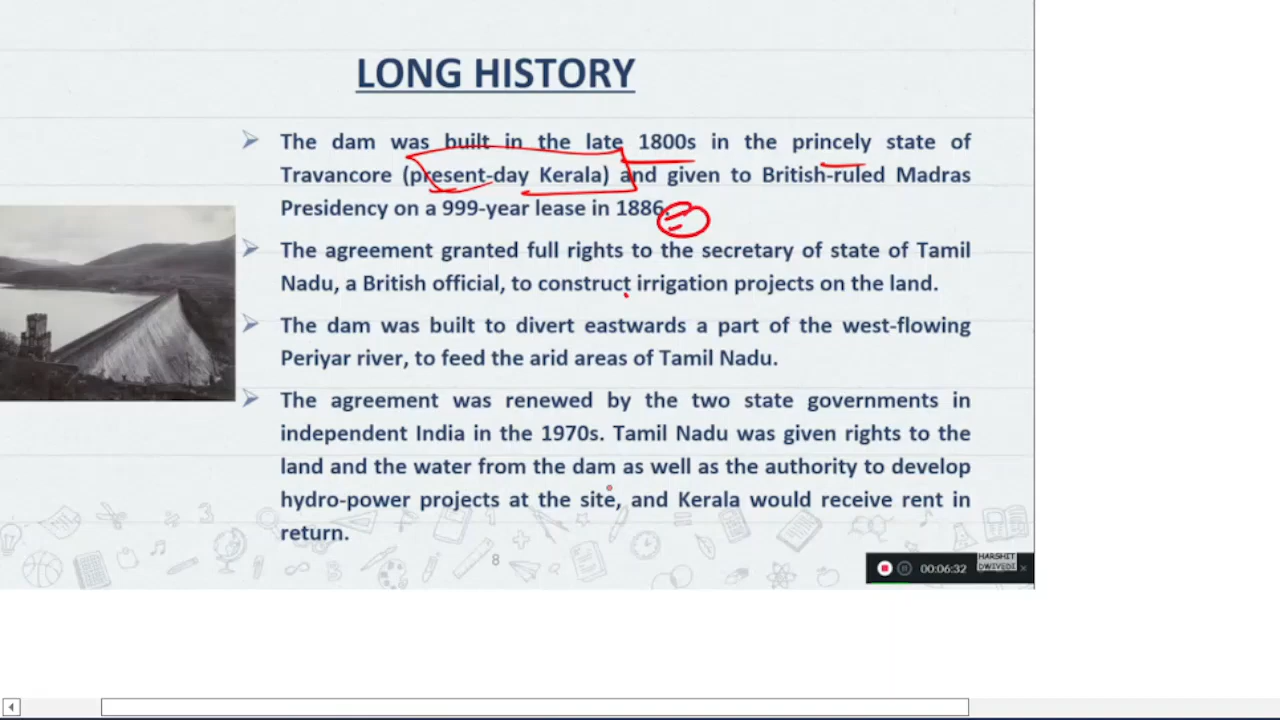 LONG HISTORY
The dam was built in the late 1800s in the princely state of
Travancore (present-day Kerala) and given to British-ruled Madras
Presidency on a 999-year lease in 1886.
The agreement granted full rights to the secretary of state of Tamil
Nadu, a British official, to construct irrigation projects on the land.
The dam was built to divert eastwards a part of the west-flowing
Periyar river, to feed the arid areas of Tamil Nadu.
The agreement was renewed by the two state governments in
independent India in the 1970s. Tamil Nadu was given rights to the
land and the water from the dam as well as the authority to develop
hydro-power projects at the site, and Kerala would receive rent in
return.
8
00:06:32
HARSHIT
DWIVEDI